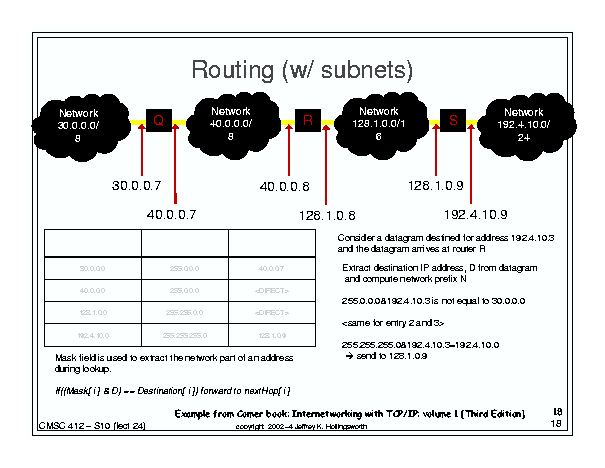 Routing (w/ subnets)
Network
30.0.0.0/
8
Q
Network
40.0.0.0/
8
R
Network
128.1.0.0/1
6
S
Network
192.4.10.0/
24
30.0.0.7
40.0.0.7
40.0.0.8
128.1.0.8
128.1.0.9
192.4.10.9
30.0.0.0 255.0.0.0 40.0.0.7
40.0.0.0 255.0.0.0 <DIRECT>
128.1.0.0 255.255.0.0 <DIRECT>
192.4.10.0 255.255.255.0 128.1.0.9
Mask field is used to extract the network part of an address
during lookup.
If((Mask[ i ] & D) == Destination[ i ]) forward to nextHop[ i ]
Consider a datagram destined for address 192.4.10.3
and the datagram arrives at router R
Extract destination IP address, D from datagram
and compute network prefix N
255.0.0.0&192.4.10.3 is not equal to 30.0.0.0
<same for entry 2 and 3>
255.255.255.0&192.4.10.3=192.4.10.0
→ send to 128.1.0.9
Example from Comer book: Internetworking with TCP/IP: volume 1 (Third Edition)
18
CMSC 412 – S10 (lect 24)
copyright 2002-4 Jeffrey K. Hollingsworth
18